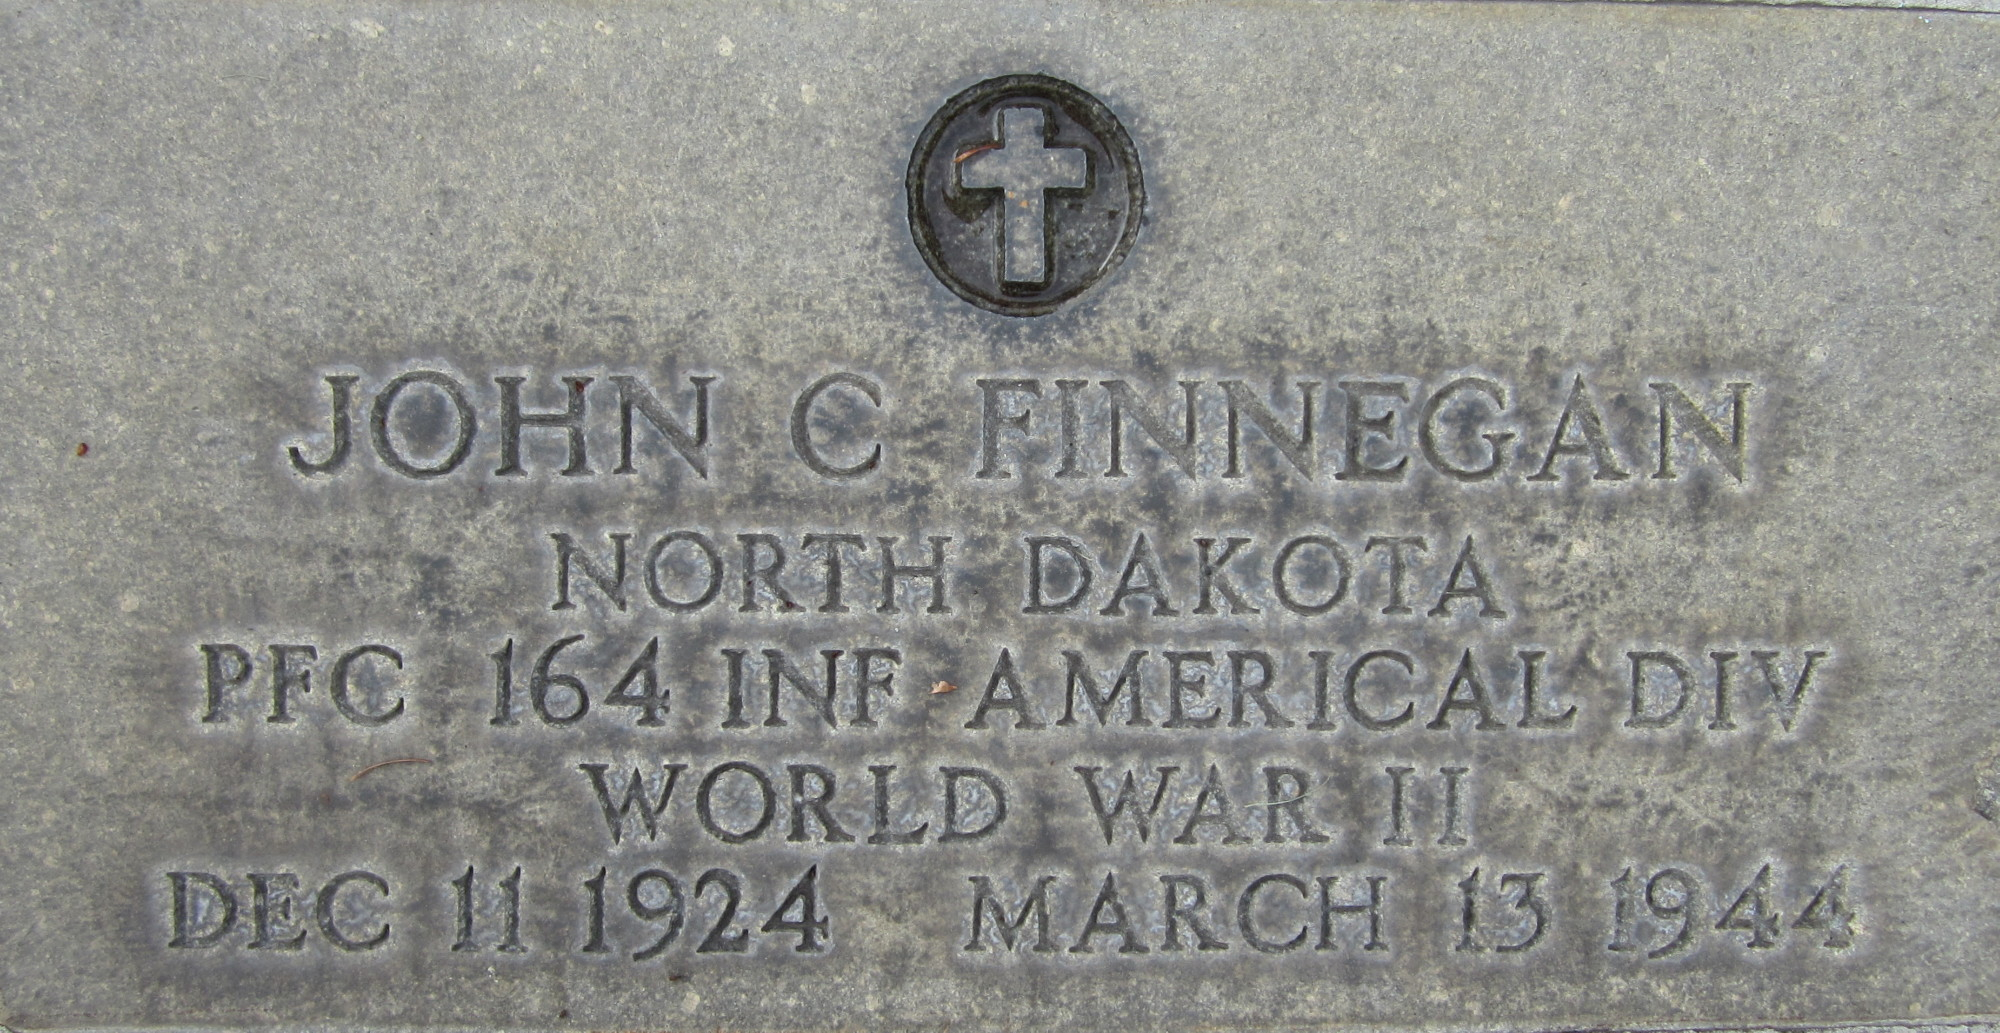 JOHN C FINNEGAN
NORTH DAKOTA
PFC 164 INF AMERICAL DIV
WORLD WAR II
DEC 11 1924 MARCH 13 1944